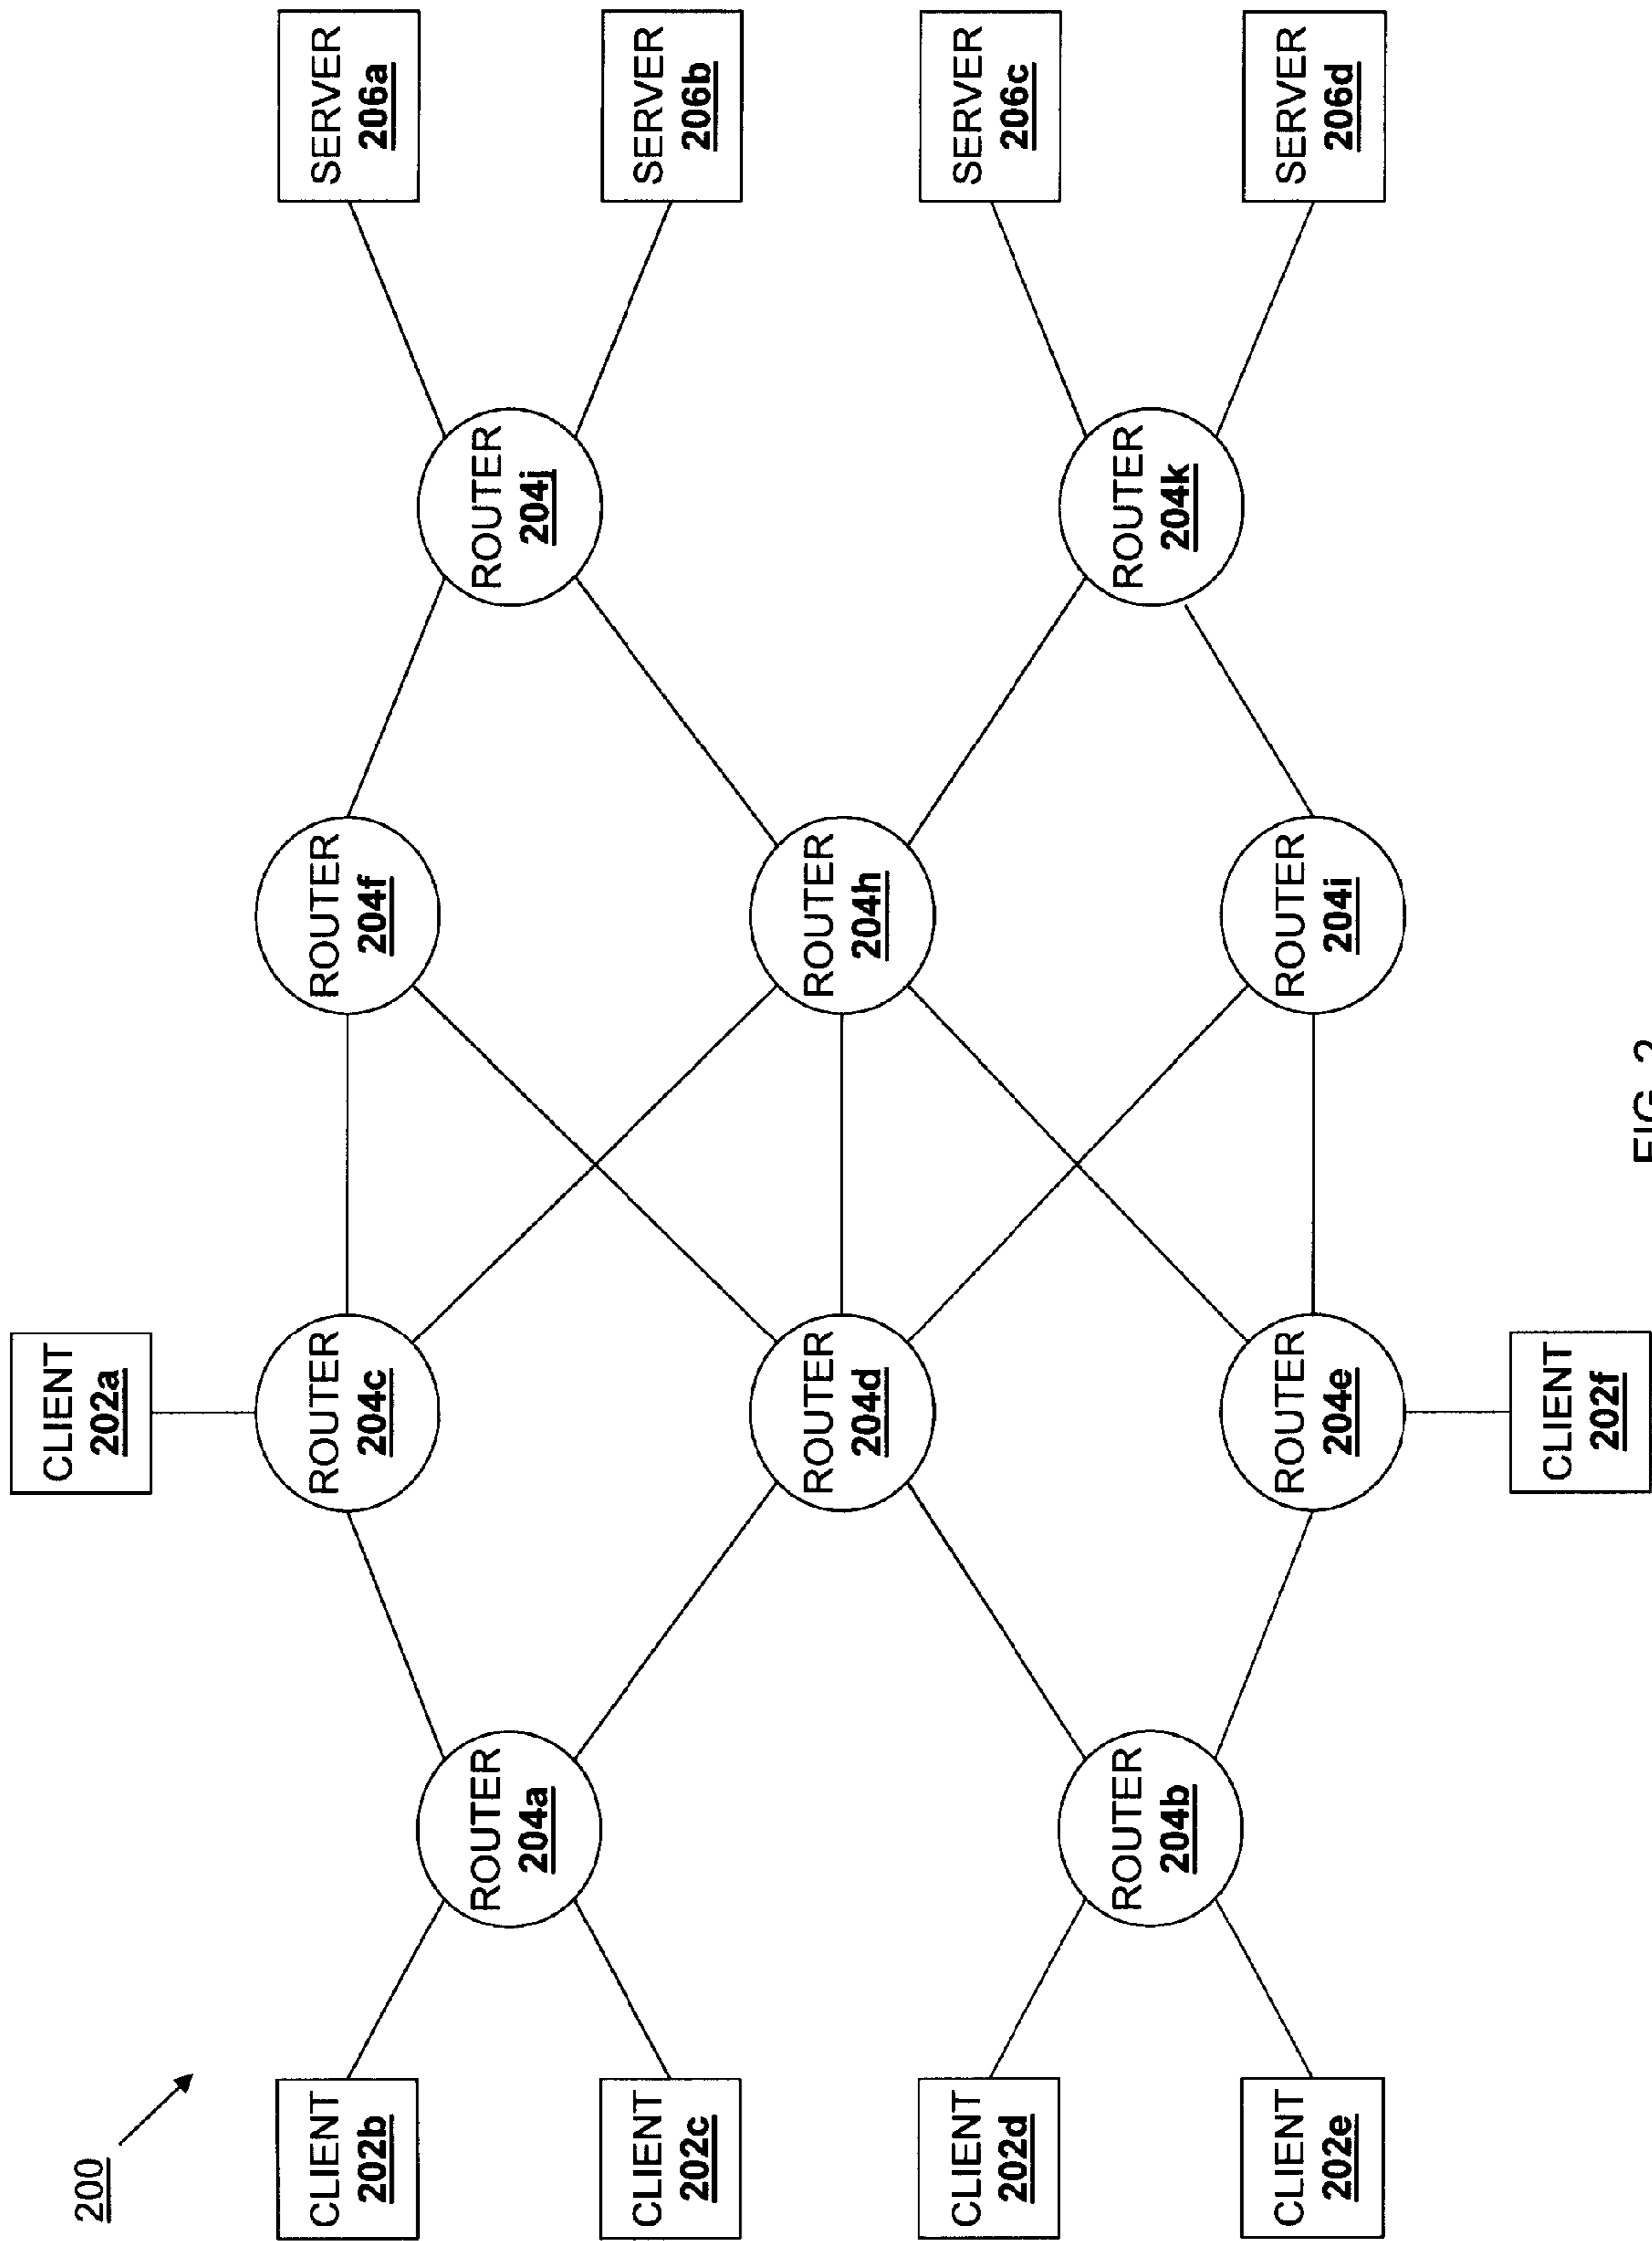 200
CLIENT
202a
CLIENT
202b
ROUTER
204a
ROUTER
204c
ROUTER
204f
ROUTER
204j
SERVER
206a
CLIENT
202c
SERVER
206b
ROUTER
204d
ROUTER
204h
CLIENT
202d
ROUTER
204b
ROUTER
204k
SERVER
206c
CLIENT
202e
ROUTER
204e
ROUTER
204i
SERVER
206d
CLIENT
202f
FIG. 2